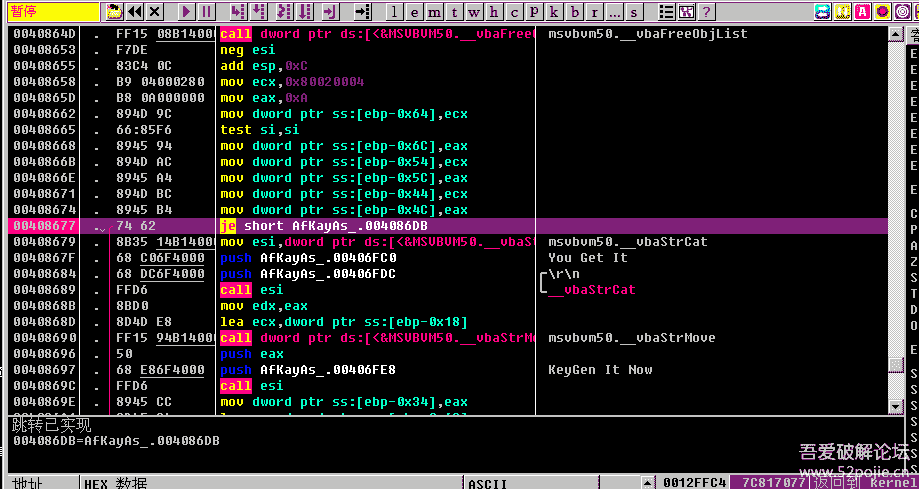 暂停
l e m t w h c p k b r ... s ?
0040864D . FF15 08B1400 call dword ptr ds:[<&MSVBVM50.__vbaFreeO msvbvm50.__vbaFreeObjList
00408653 . F7DE neg esi
00408655 . 83C4 0C add esp,0xC
00408658 . B9 04000280 mov ecx,0x80020004
0040865D . B8 0A000000 mov eax,0xA
00408662 . 894D 9C mov dword ptr ss:[ebp-0x64],ecx
00408665 . 66:85F6 test si,si
00408668 . 8945 94 mov dword ptr ss:[ebp-0x6C],eax
0040866B . 894D AC mov dword ptr ss:[ebp-0x54],ecx
0040866E . 8945 A4 mov dword ptr ss:[ebp-0x5C],eax
00408671 . 894D BC mov dword ptr ss:[ebp-0x44],ecx
00408674 . 8945 B4 mov dword ptr ss:[ebp-0x4C],eax
00408677 . 74 62 je short AfKayAs_.004086DB
00408679 . 8B35 14B1400 mov esi,dword ptr ds:[<&MSVBVM50.__vbaSt msvbvm50.__vbaStrCat
0040867F . 68 C06F4000 push AfKayAs_.00406FC0 You Get It
00408684 . 68 DC6F4000 push AfKayAs_.00406FDC \r\n
00408689 . FFD6 call esi __vbaStrCat
0040868B . 8BD0 mov edx,eax
0040868D . 8D4D E8 lea ecx,dword ptr ss:[ebp-0x18]
00408690 . FF15 94B1400 call dword ptr ds:[<&MSVBVM50.__vbaStrMo msvbvm50.__vbaStrMove
00408696 . 50 push eax
00408697 . 68 E86F4000 push AfKayAs_.00406FE8 KeyGen It Now
0040869C . FFD6 call esi
0040869E . 8945 CC mov dword ptr ss:[ebp-0x34],eax
跳转已实现
004086DB=AfKayAs_.004086DB
吾爱破解论坛
www.52pojie.cn
地址 HEX 数据 ASCII 0012FFC4 7C817077 返回到 kernel